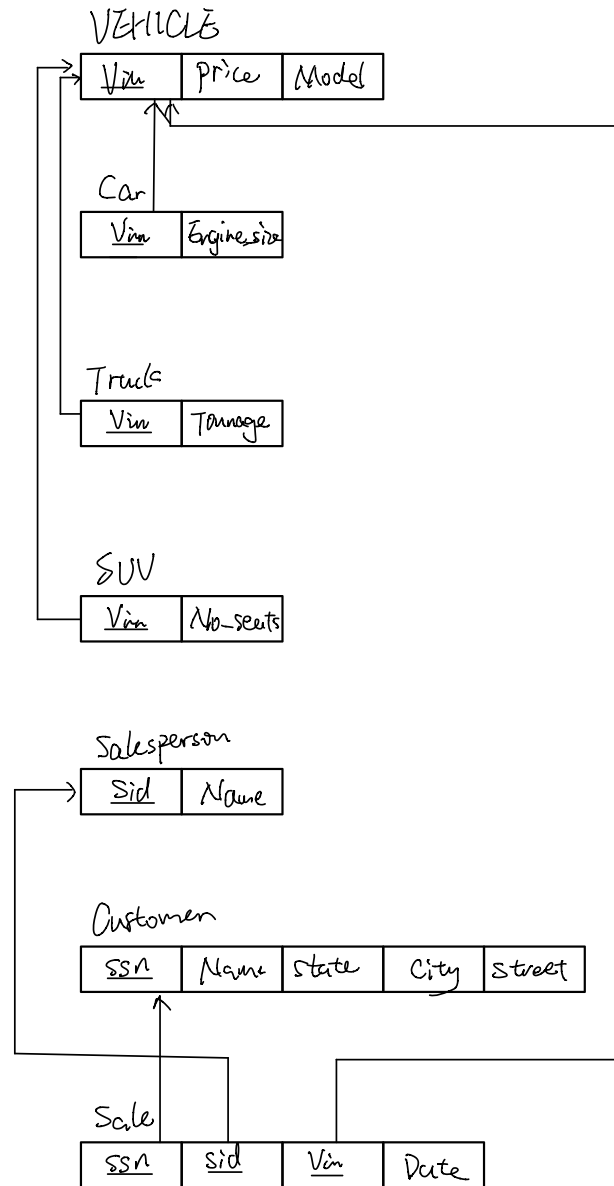 VEHICLE
Vin Price Model
Car
Vin Engine_size
Truck
Vin Tonnage
SUV
Vin No_seats
Salesperson
Sid Name
Customer
SSN Name State City Street
Sale
SSN Sid Vin Date